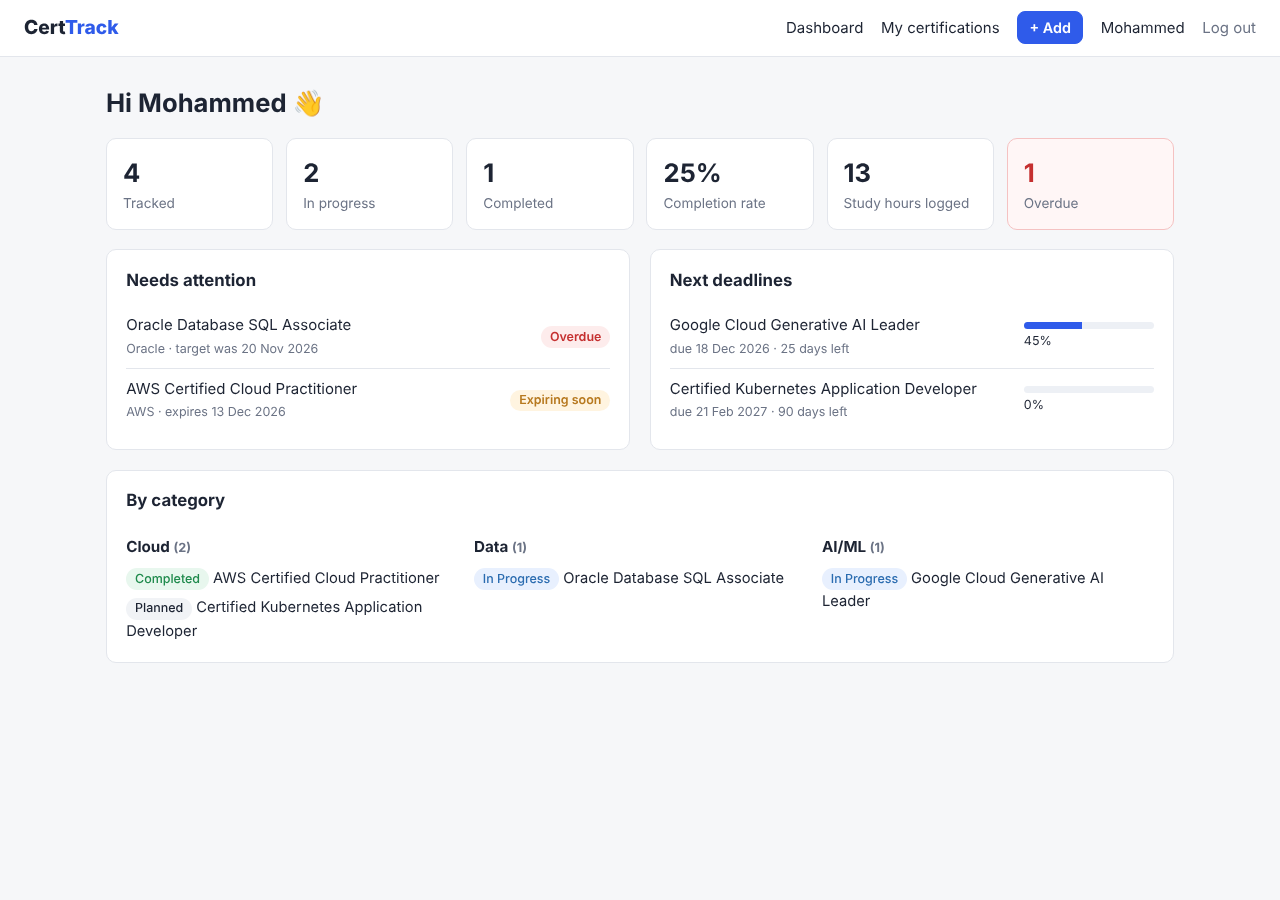 CertTrack
Dashboard My certifications + Add Mohammed Log out
Hi Mohammed 👋
4
Tracked
2
In progress
1
Completed
25%
Completion rate
13
Study hours logged
1
Overdue
Needs attention
Oracle Database SQL Associate
Oracle · target was 20 Nov 2026
Overdue
AWS Certified Cloud Practitioner
AWS · expires 13 Dec 2026
Expiring soon
Next deadlines
Google Cloud Generative AI Leader
due 18 Dec 2026 · 25 days left
45%
Certified Kubernetes Application Developer
due 21 Feb 2027 · 90 days left
0%
By category
Cloud (2)
Completed AWS Certified Cloud Practitioner
Planned Certified Kubernetes Application
Developer
Data (1)
In Progress Oracle Database SQL Associate
AI/ML (1)
In Progress Google Cloud Generative AI
Leader